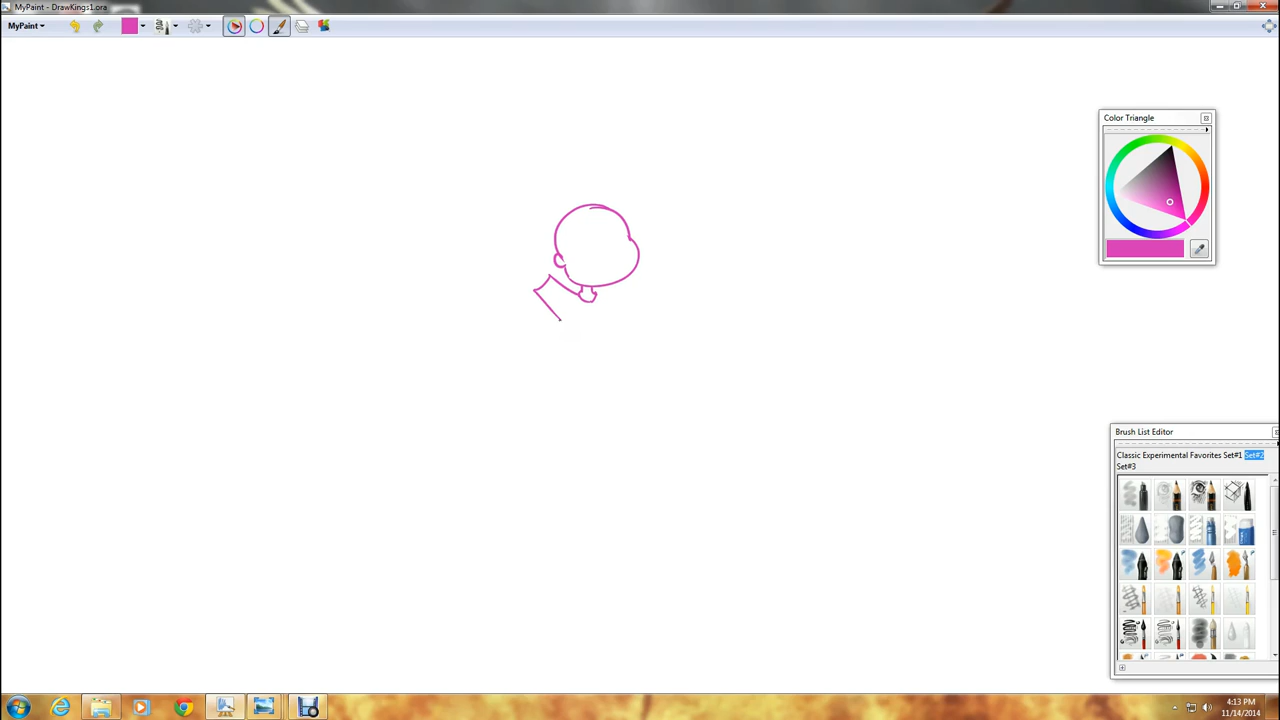 MyPaint - DrawKings1.ora
MyPaint
Color Triangle
Brush List Editor
Classic Experimental Favorites Set#1 Set#2
Set#3
4:13 PM
11/14/2014